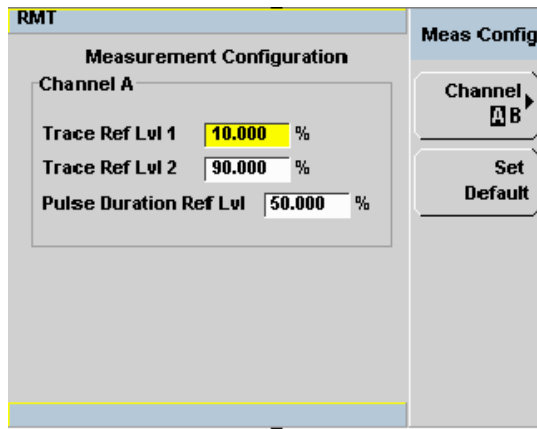 RMT
Meas Config
Measurement Configuration
Channel A
Trace Ref Lvl 1 10.000 %
Trace Ref Lvl 2 90.000 %
Pulse Duration Ref Lvl 50.000 %
Channel
A B
Set
Default